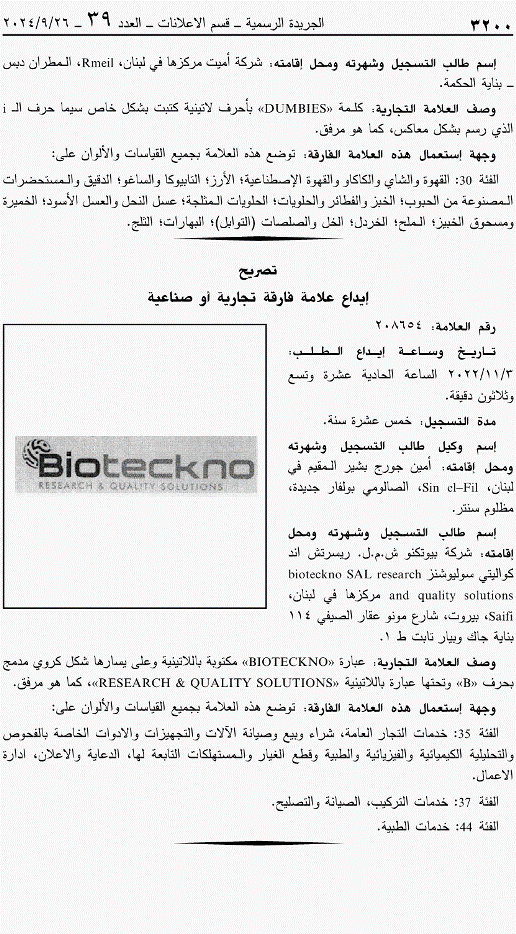 ٣٢٠٠ الجريدة الرسمية ـ قسم الاعلانات ـ العدد ٣٩ ـ ٢٠٢٤/٩/٢٦
إسم طالب التسجيل وشهرته ومحل إقامته: شركة أميت مركزها في لبنان، Rmeil، المطران دبس
ـ بناية الحكمة.
وصف العلامة التجارية: كلمة «DUMBIES» بأحرف لاتينية كتبت بشكل خاص سيما حرف الـ i
الذي رسم بشكل معاكس، كما هو مرفق.
وجهة إستعمال هذه العلامة الفارقة: توضع هذه العلامة بجميع القياسات والألوان على:
الفئة 30: القهوة والشاي والكاكاو والقهوة الإصطناعية؛ الأرز؛ التابيوكا والساغو؛ الدقيق والمستحضرات
المصنوعة من الحبوب؛ الخبز والفطائر والحلويات؛ الحلويات المثلجة؛ عسل النحل والعسل الأسود؛ الخميرة
ومسحوق الخبيز؛ الملح؛ الخردل؛ الخل والصلصات (التوابل)؛ البهارات؛ الثلج.
تصريح
إيداع علامة فارقة تجارية أو صناعية
رقم العلامة: ٢٠٨٦٥٤
تاريخ وساعة إيداع الطلب:
٢٠٢٢/١١/٣ الساعة الحادية عشرة وتسع
وثلاثون دقيقة.
مدة التسجيل: خمس عشرة سنة.
إسم وكيل طالب التسجيل وشهرته
ومحل إقامته: أمين جورج بشير المقيم في
لبنان، Sin el–Fil، الصالومي بولفار جديدة،
مظلوم سنتر.
إسم طالب التسجيل وشهرته ومحل
إقامته: شركة بيوتكنو ش.م.ل. ريسرتش اند
كواليتي سوليوشنز bioteckno SAL research
and quality solutions مركزها في لبنان،
Saifi، بيروت، شارع مونو عقار الصيفي ١١٤
بناية جاك وبيار تابت ط ١.
Bioteckno
RESEARCH & QUALITY SOLUTIONS
وصف العلامة التجارية: عبارة «BIOTECKNO» مكتوبة باللاتينية وعلى يسارها شكل كروي مدمج
بحرف «B» وتحتها عبارة باللاتينية «RESEARCH & QUALITY SOLUTIONS»، كما هو مرفق.
وجهة إستعمال هذه العلامة الفارقة: توضع هذه العلامة بجميع القياسات والألوان على:
الفئة 35: خدمات التجار العامة، شراء وبيع وصيانة الآلات والتجهيزات والادوات الخاصة بالفحوص
والتحليلية الكيميائية والفيزيائية والطبية وقطع الغيار والمستهلكات التابعة لها، الدعاية والاعلان، ادارة
الاعمال.
الفئة 37: خدمات التركيب، الصيانة والتصليح.
الفئة 44: خدمات الطبية.